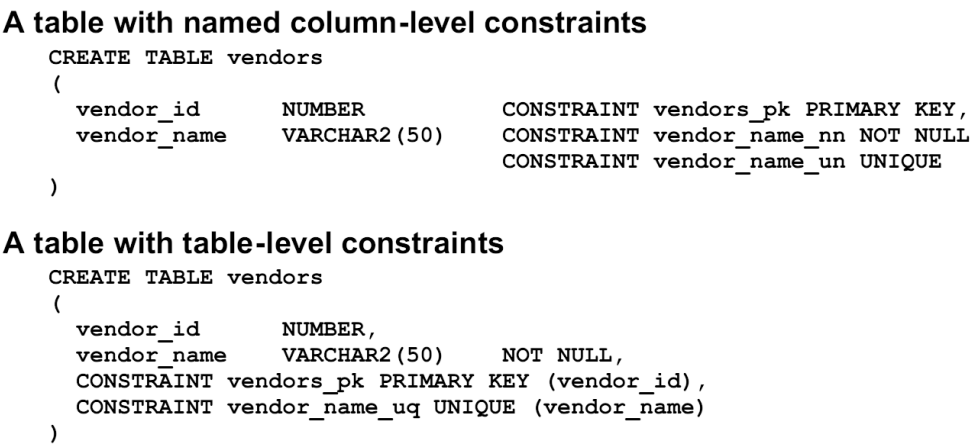 A table with named column-level constraints
CREATE TABLE vendors
(
vendor_id NUMBER CONSTRAINT vendors_pk PRIMARY KEY,
vendor_name VARCHAR2(50) CONSTRAINT vendor_name_nn NOT NULL
CONSTRAINT vendor_name_un UNIQUE
)
A table with table-level constraints
CREATE TABLE vendors
(
vendor_id NUMBER,
vendor_name VARCHAR2(50) NOT NULL,
CONSTRAINT vendors_pk PRIMARY KEY (vendor_id),
CONSTRAINT vendor_name_uq UNIQUE (vendor_name)
)